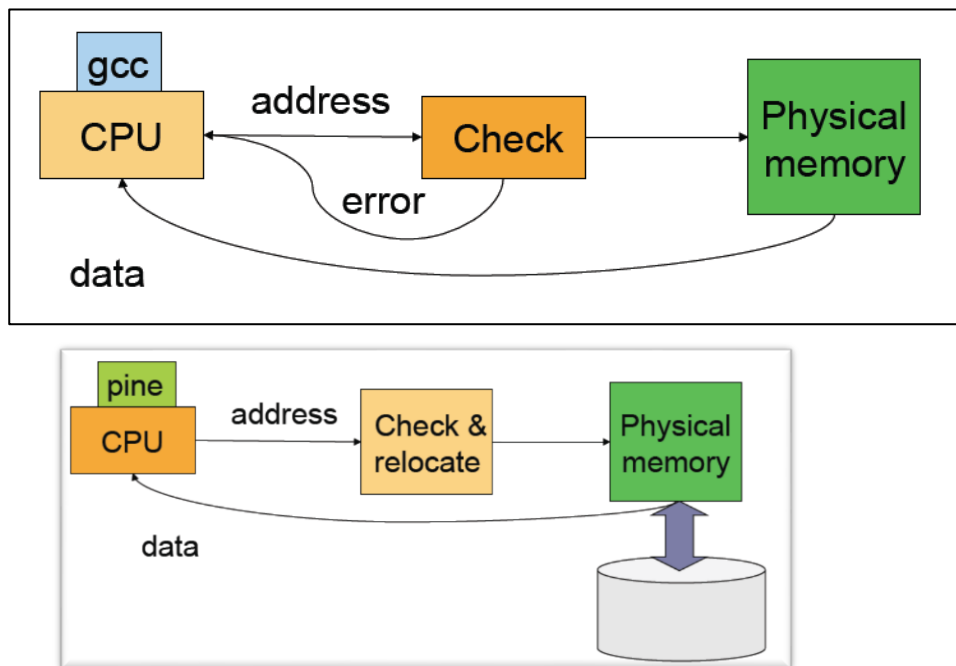 gcc
CPU
address
Check
Physical
memory
error
data
pine
CPU
address
Check &
relocate
Physical
memory
data